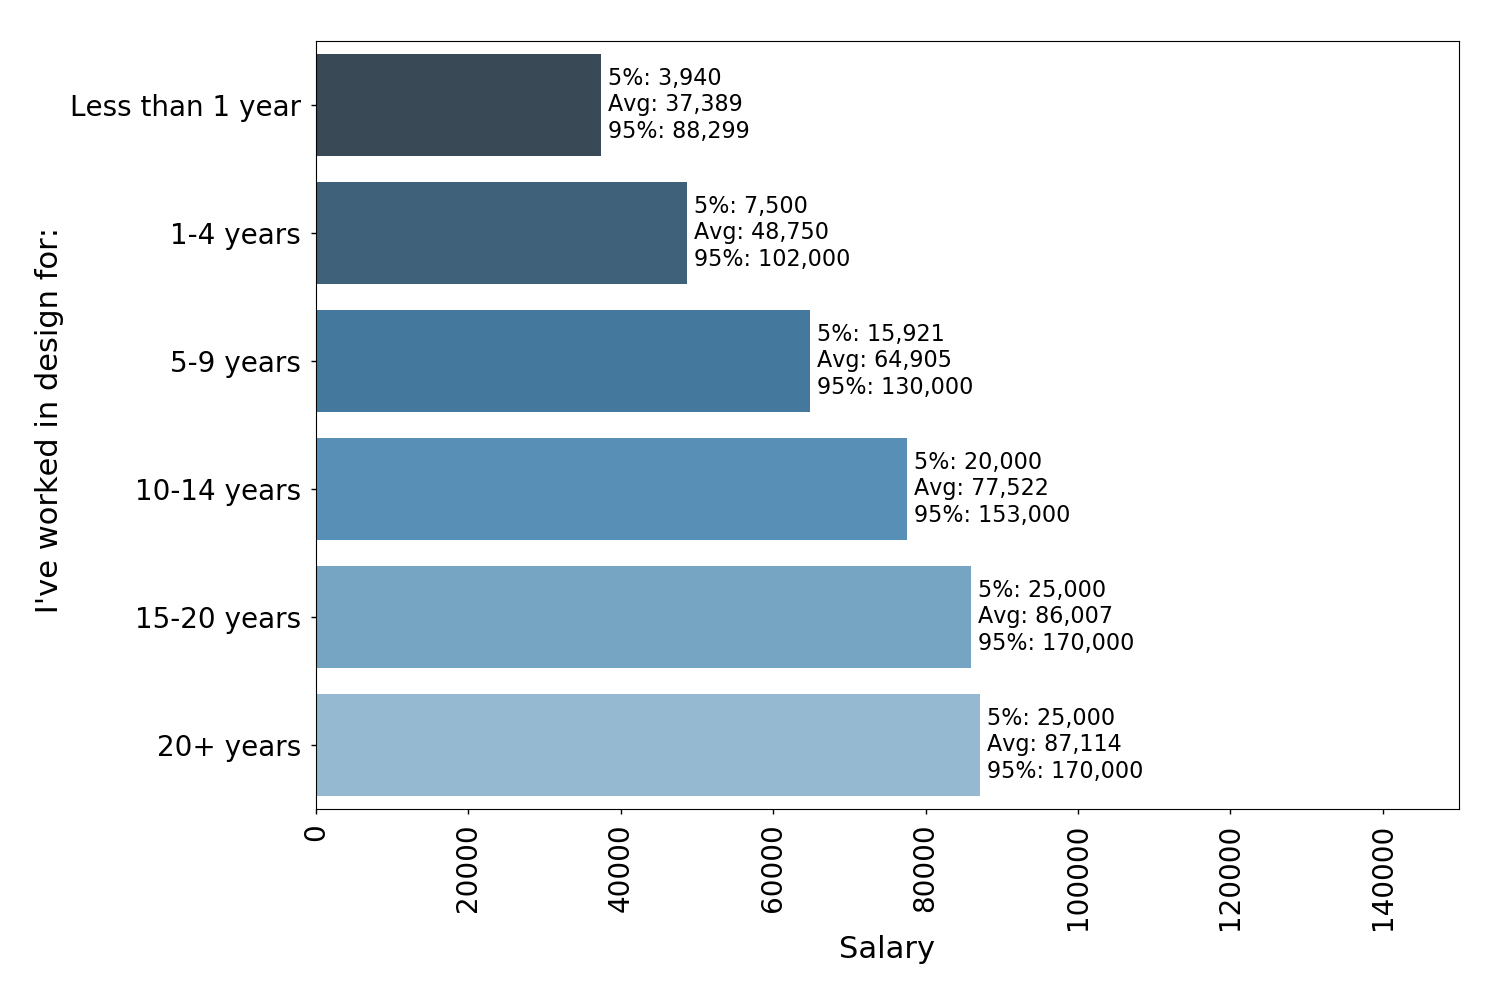 I've worked in design for:
Less than 1 year
5%: 3,940
Avg: 37,389
95%: 88,299
1-4 years
5%: 7,500
Avg: 48,750
95%: 102,000
5-9 years
5%: 15,921
Avg: 64,905
95%: 130,000
10-14 years
5%: 20,000
Avg: 77,522
95%: 153,000
15-20 years
5%: 25,000
Avg: 86,007
95%: 170,000
20+ years
5%: 25,000
Avg: 87,114
95%: 170,000
0
20000
40000
60000
80000
100000
120000
140000
Salary